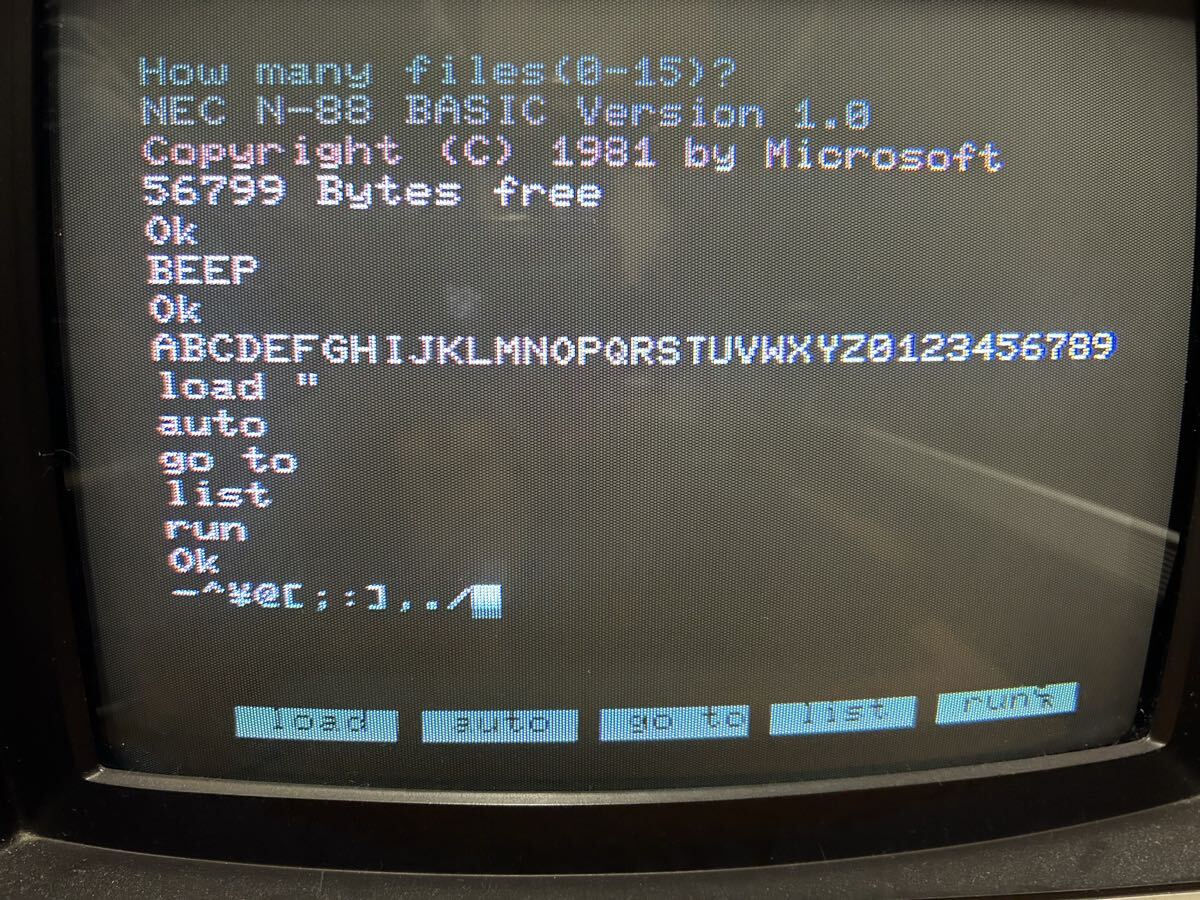 How many files(0-15)?
NEC N-88 BASIC Version 1.0
Copyright (C) 1981 by Microsoft
56799 Bytes free
Ok
BEEP
Ok
ABCDEFGHIJKLMNOPQRSTUVWXYZ0123456789
load "
auto
go to
list
run
Ok
-^¥@[;:],./
load auto go to list run